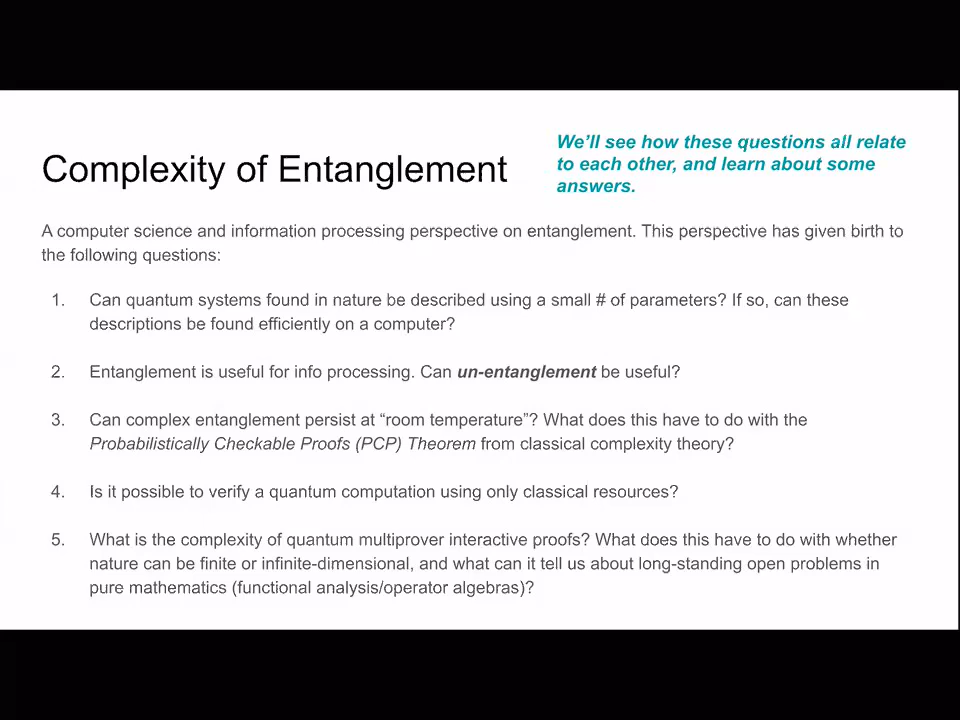 Complexity of Entanglement
We'll see how these questions all relate
to each other, and learn about some
answers.
A computer science and information processing perspective on entanglement. This perspective has given birth to
the following questions:
1. Can quantum systems found in nature be described using a small # of parameters? If so, can these
descriptions be found efficiently on a computer?
2. Entanglement is useful for info processing. Can un-entanglement be useful?
3. Can complex entanglement persist at “room temperature”? What does this have to do with the
Probabilistically Checkable Proofs (PCP) Theorem from classical complexity theory?
4. Is it possible to verify a quantum computation using only classical resources?
5. What is the complexity of quantum multiprover interactive proofs? What does this have to do with whether
nature can be finite or infinite-dimensional, and what can it tell us about long-standing open problems in
pure mathematics (functional analysis/operator algebras)?